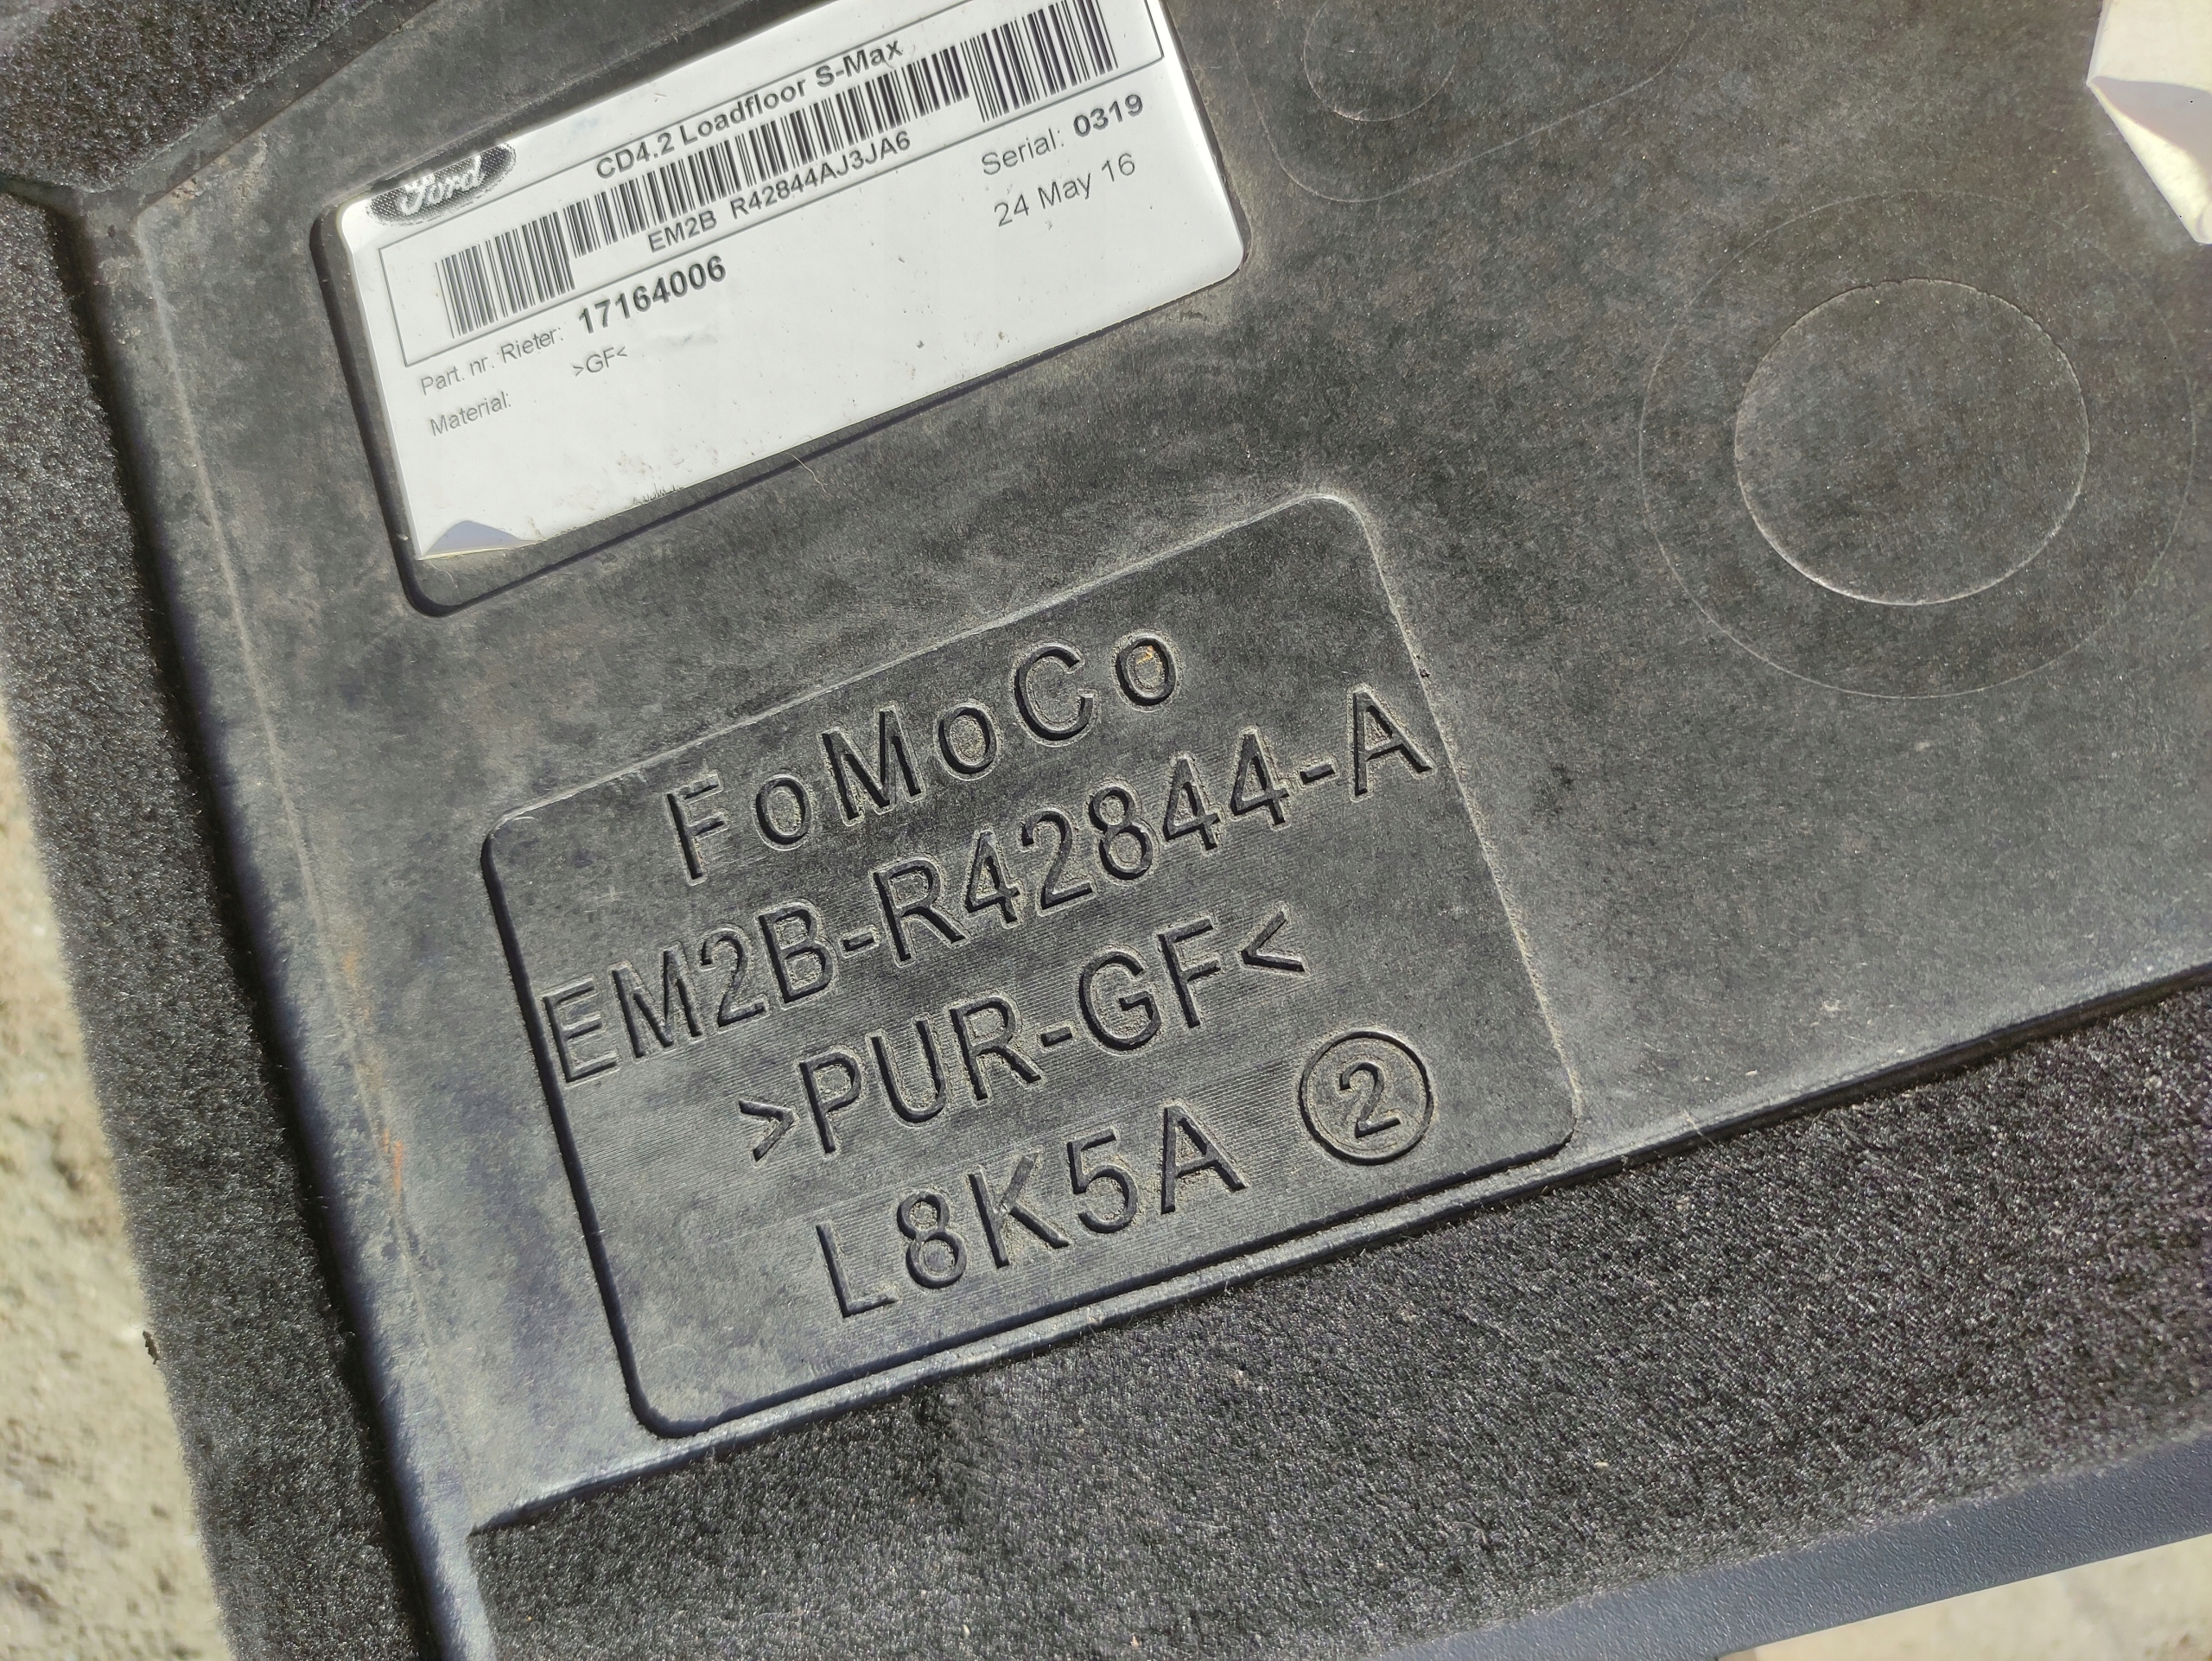 Ford
CD4.2 Loadfloor S-Max
EM2B R42844AJ3JA6
Serial: 0319
24 May 16
Part. nr. Rieter: 17164006
Material: >GF<
FoMoCo
EM2B-R42844-A
>PUR-GF<
L8K5A 2